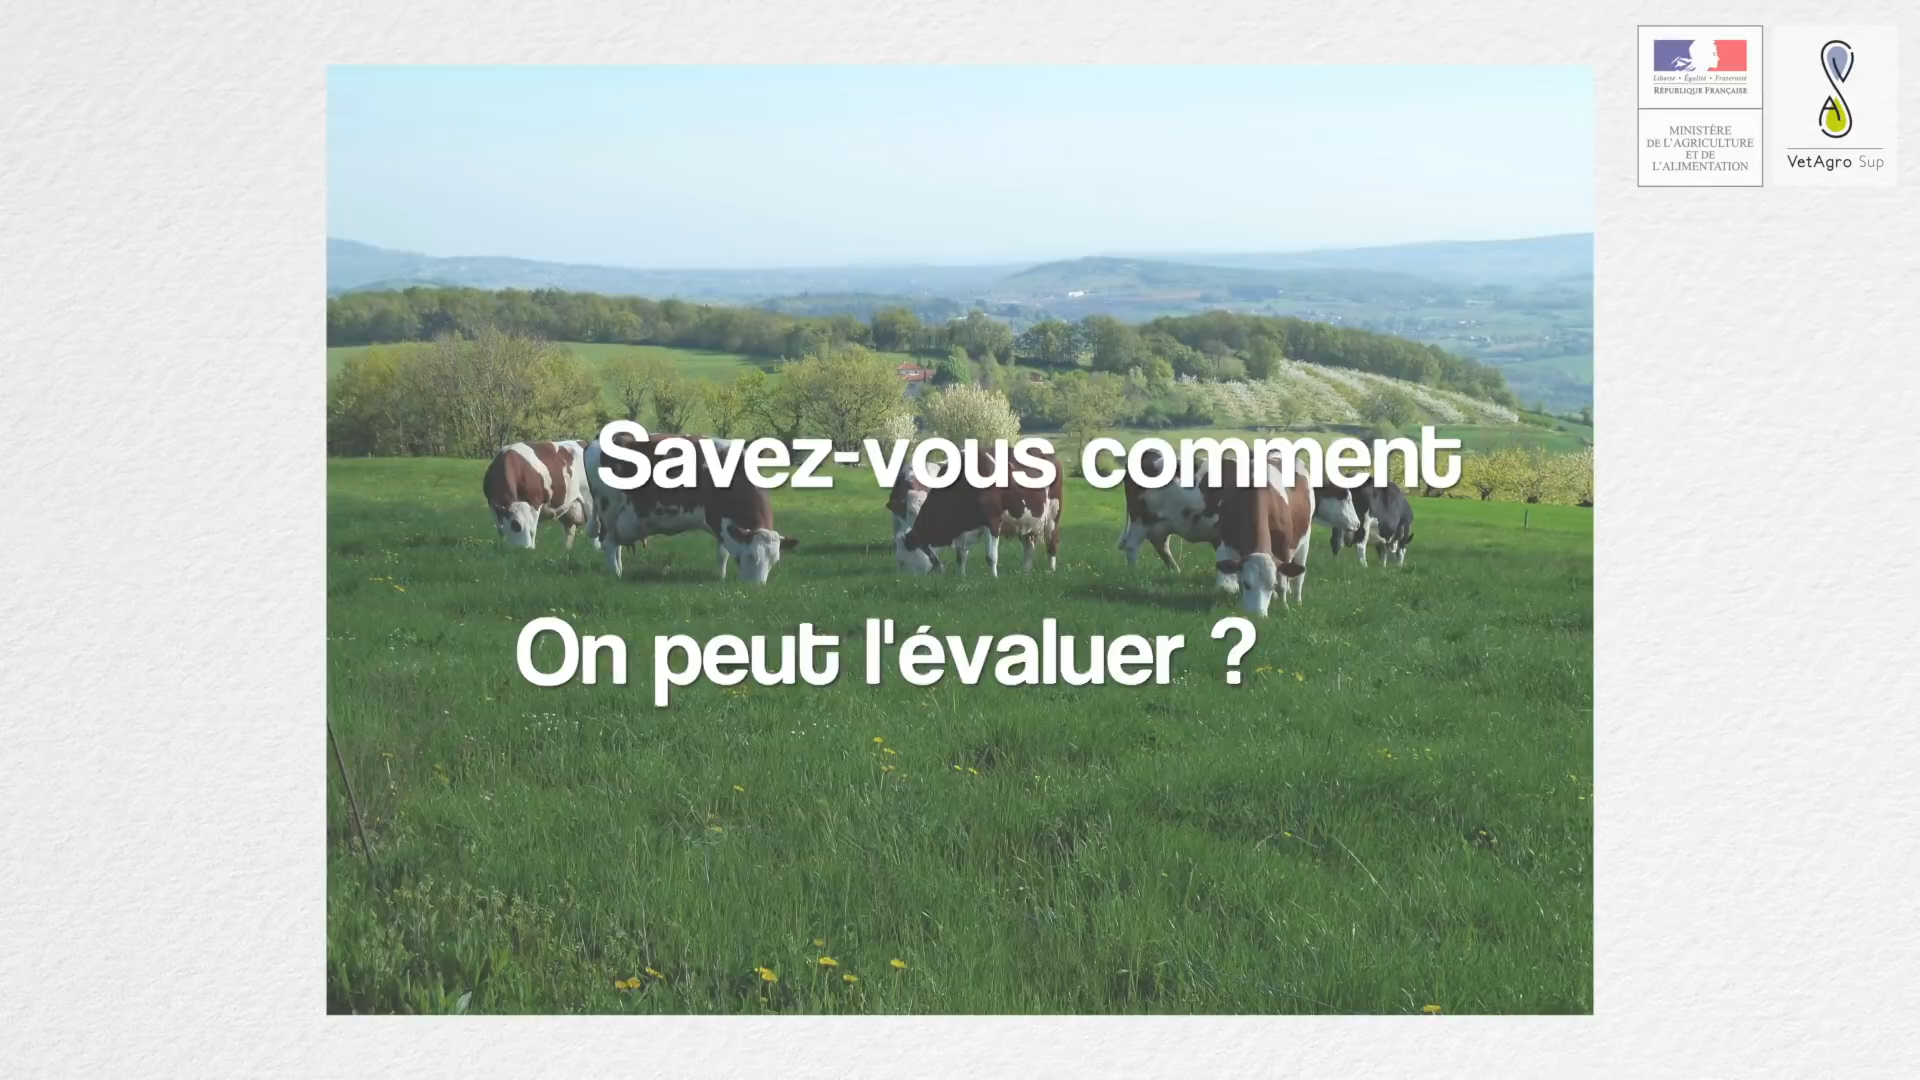 Liberté • Égalité • Fraternité
RÉPUBLIQUE FRANÇAISE
MINISTÈRE
DE L'AGRICULTURE
ET DE
L'ALIMENTATION
VetAgro Sup
Savez-vous comment
On peut l'évaluer ?